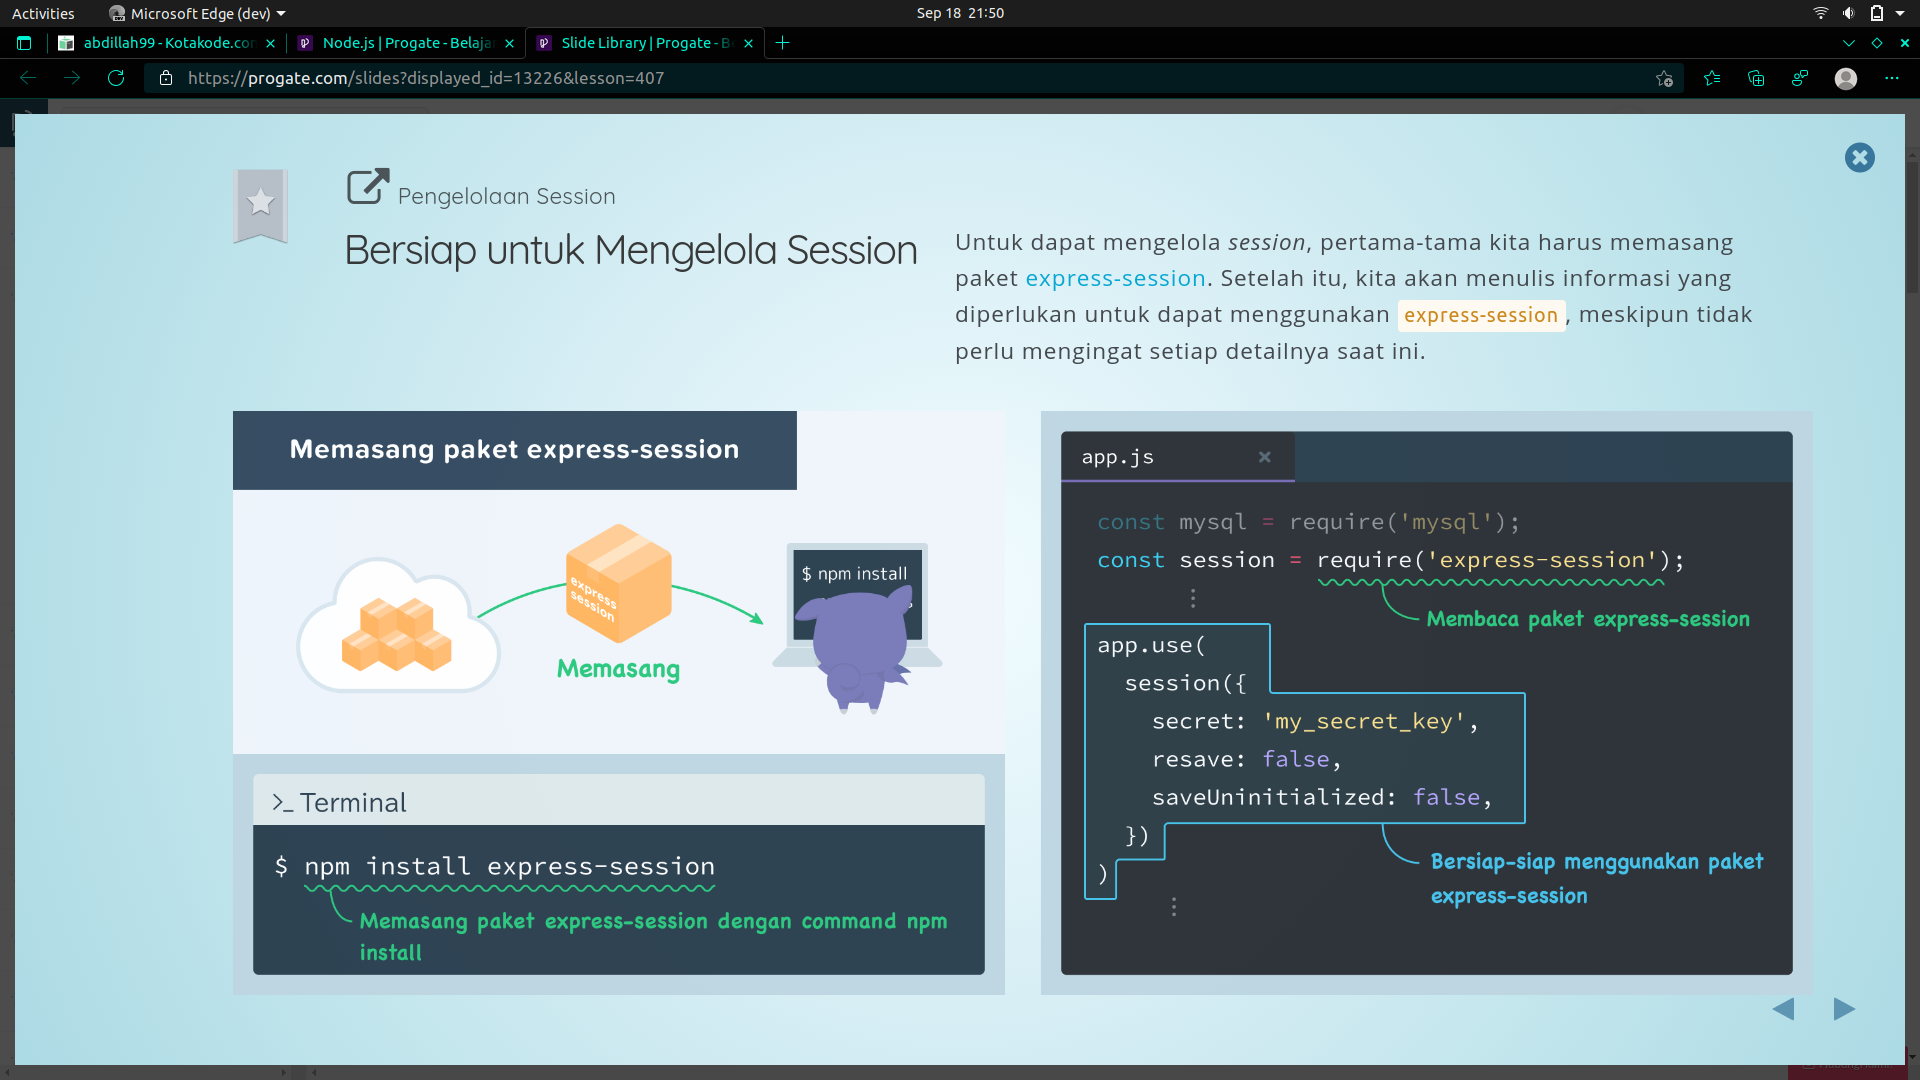 Activities
Microsoft Edge (dev)
Sep 18 21:50
abdillah99 - Kotakode.con
Node.js | Progate - Belaja
Slide Library | Progate - Be
https://progate.com/slides?displayed_id=13226&lesson=407
Pengelolaan Session
Bersiap untuk Mengelola Session
Untuk dapat mengelola session, pertama-tama kita harus memasang
paket express-session. Setelah itu, kita akan menulis informasi yang
diperlukan untuk dapat menggunakan express-session, meskipun tidak
perlu mengingat setiap detailnya saat ini.
Memasang paket express-session
express
session
Memasang
$ npm install
>_ Terminal
$ npm install express-session
Memasang paket express-session dengan command npm
install
app.js
const mysql = require('mysql');
const session = require('express-session');
Membaca paket express-session
app.use(
session({
secret: 'my_secret_key',
resave: false,
saveUninitialized: false,
})
)
Bersiap-siap menggunakan paket
express-session